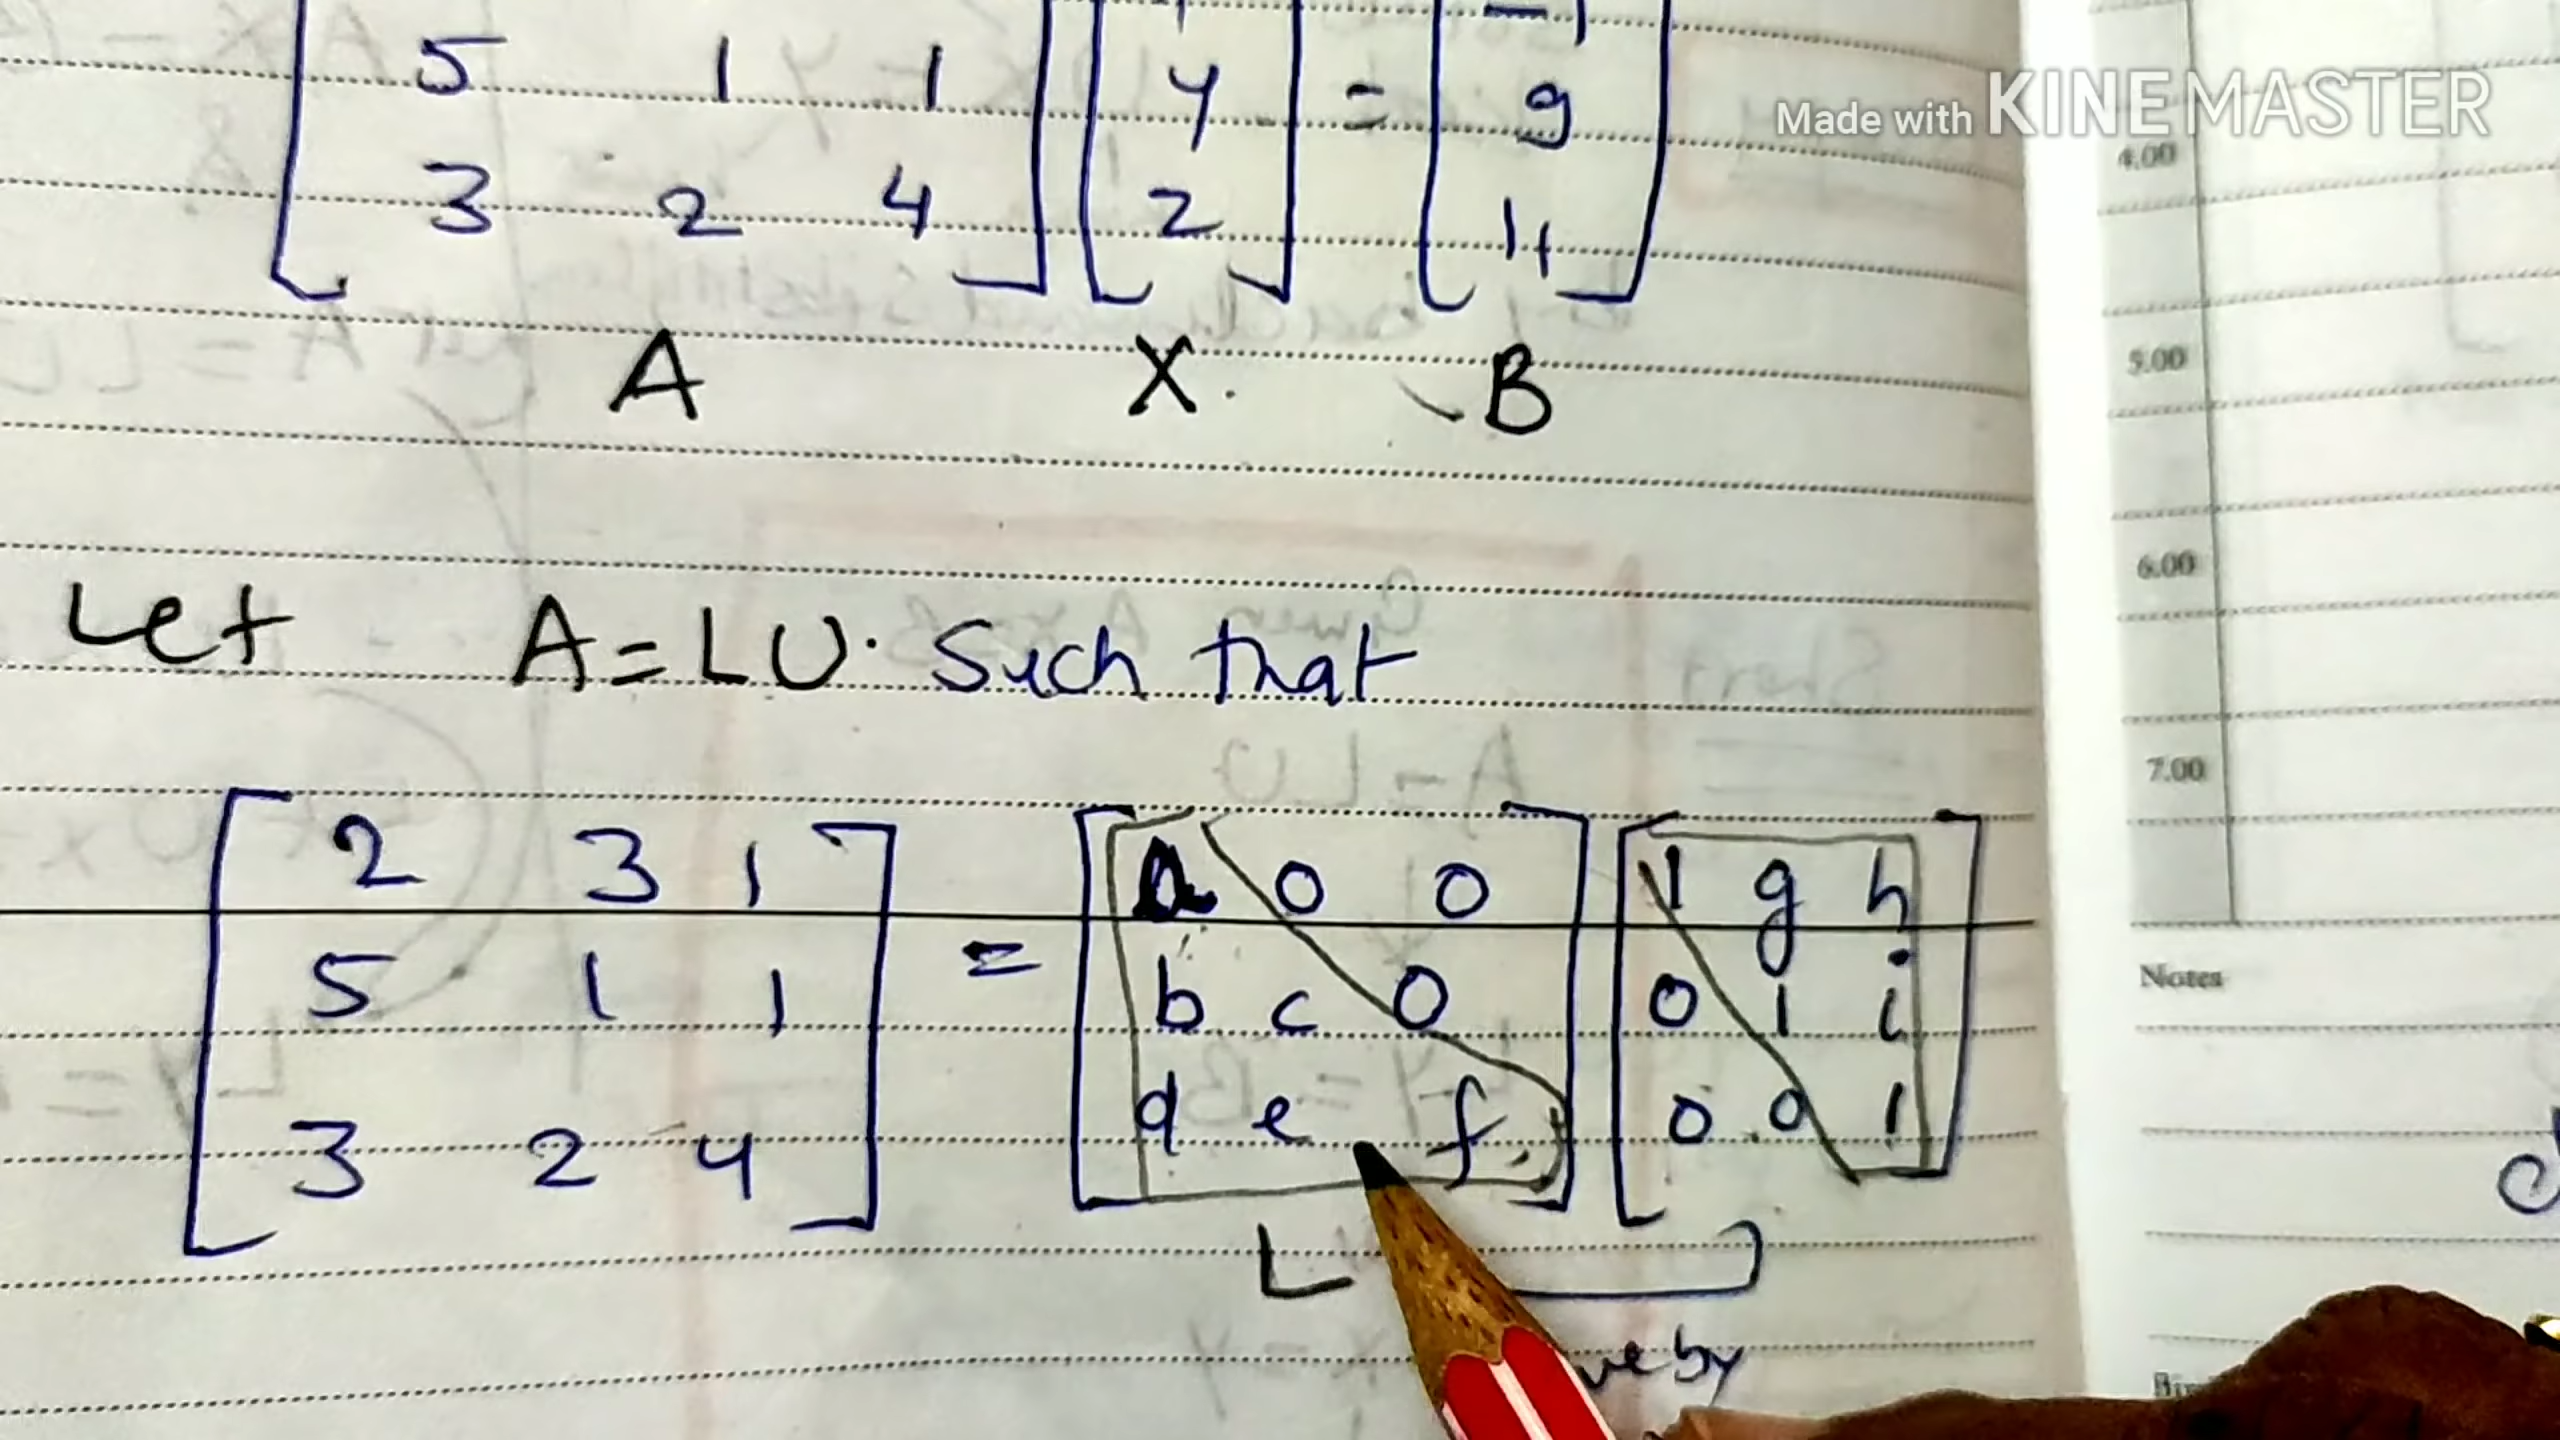 5 1 1 y = 9
3 2 4 z 11
Made with KINEMASTER
4.00
A X. B
5.00
6.00
Let A=LU. Such that
7.00
2 3 1 a 0 0 1 g h
5 1 1 = b c 0 0 1 i
3 2 4 d e f 0 0 1
Notes
L